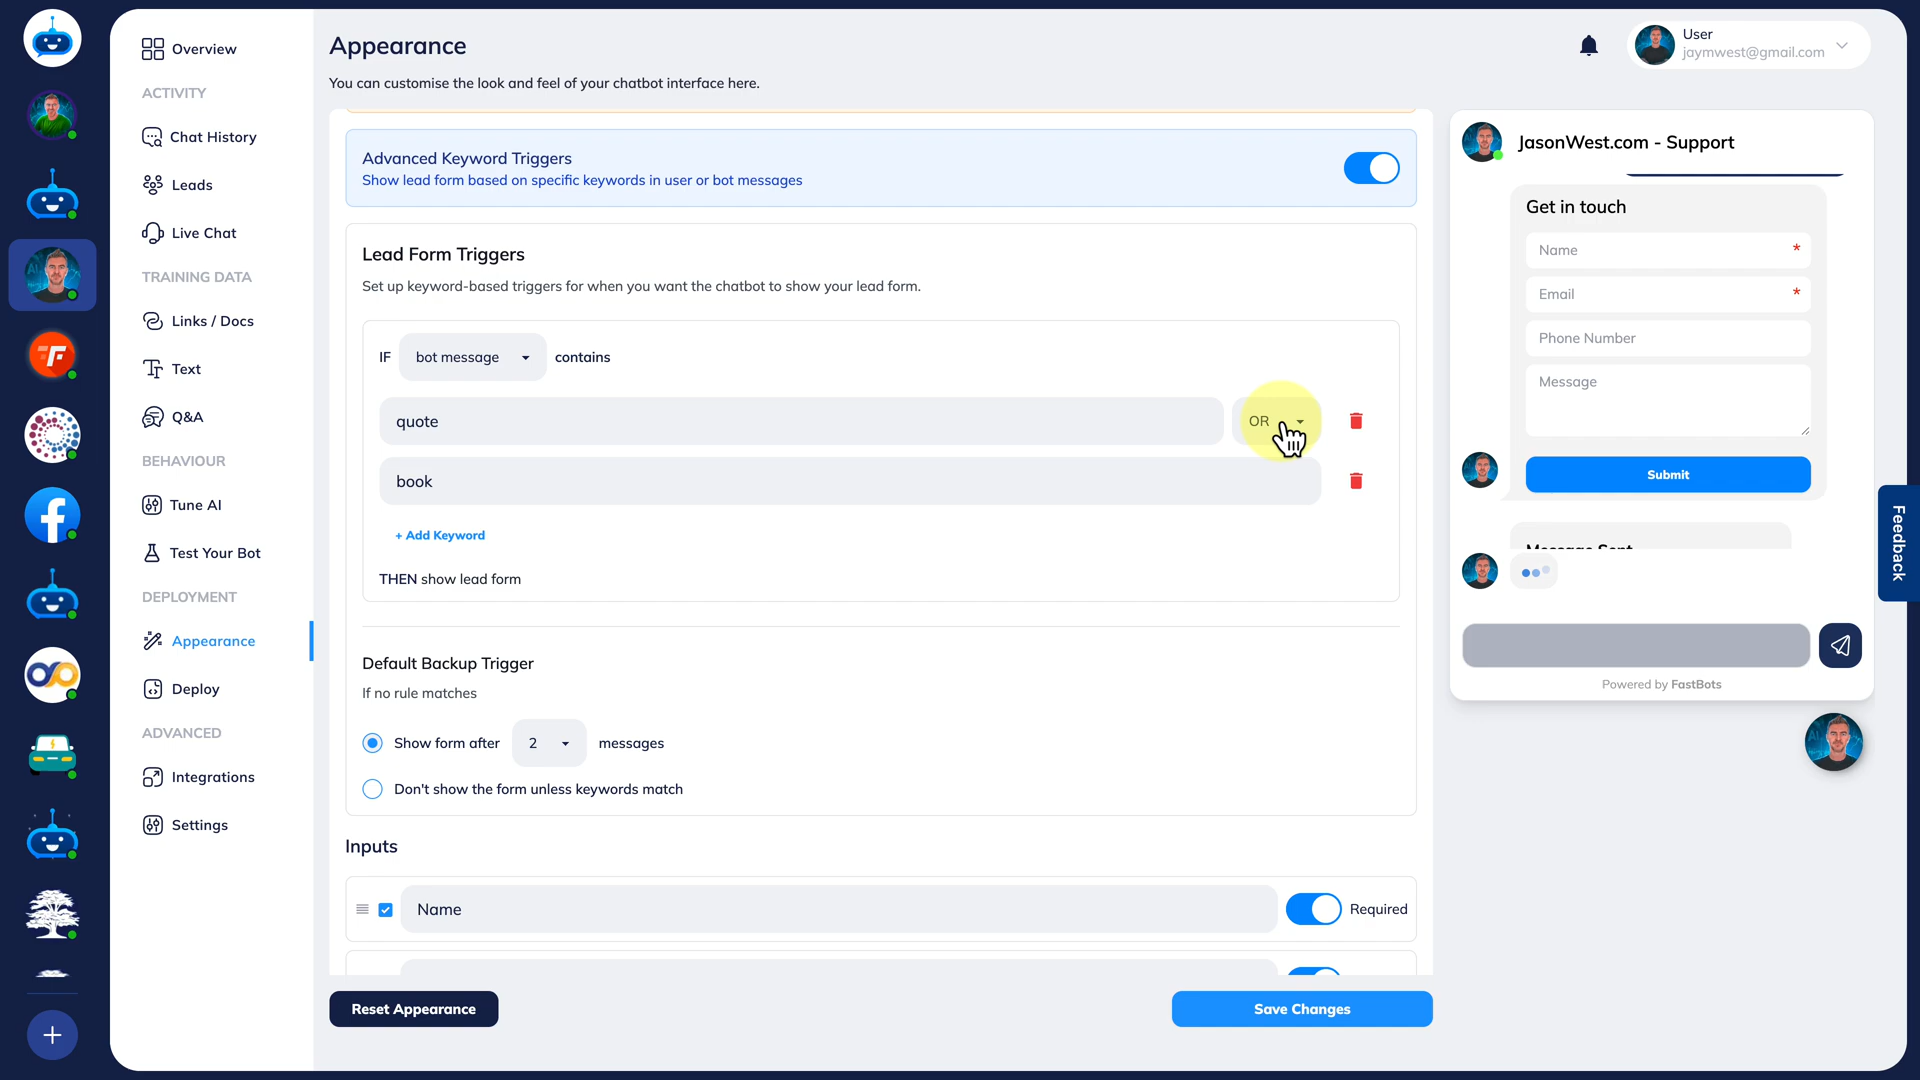 Overview
ACTIVITY
Chat History
Leads
Live Chat
TRAINING DATA
Links / Docs
Text
Q&A
BEHAVIOUR
Tune AI
Test Your Bot
DEPLOYMENT
Appearance
Deploy
ADVANCED
Integrations
Settings
Appearance
You can customise the look and feel of your chatbot interface here.
User
jaymwest@gmail.com
Advanced Keyword Triggers
Show lead form based on specific keywords in user or bot messages
Lead Form Triggers
Set up keyword-based triggers for when you want the chatbot to show your lead form.
IF bot message contains
quote OR
book
+ Add Keyword
THEN show lead form
Default Backup Trigger
If no rule matches
Show form after 2 messages
Don't show the form unless keywords match
Inputs
Name Required
Reset Appearance
Save Changes
JasonWest.com - Support
Get in touch
Name *
Email *
Phone Number
Message
Submit
Message Sent
Powered by FastBots
Feedback